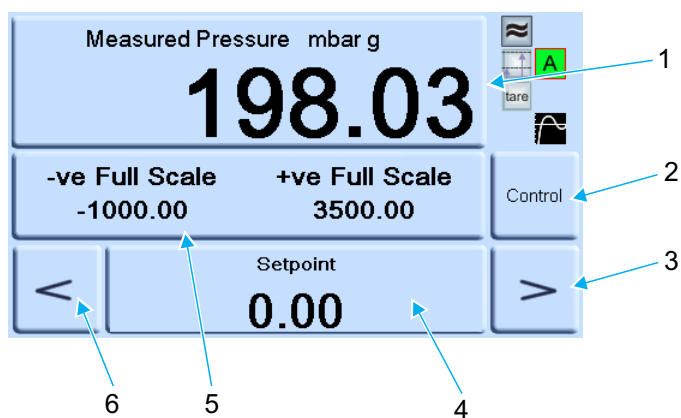 Measured Pressure mbar g
198.03
A
tare
1
-ve Full Scale +ve Full Scale
-1000.00 3500.00
Control
2
<
Setpoint
0.00
>
3
6
5
4